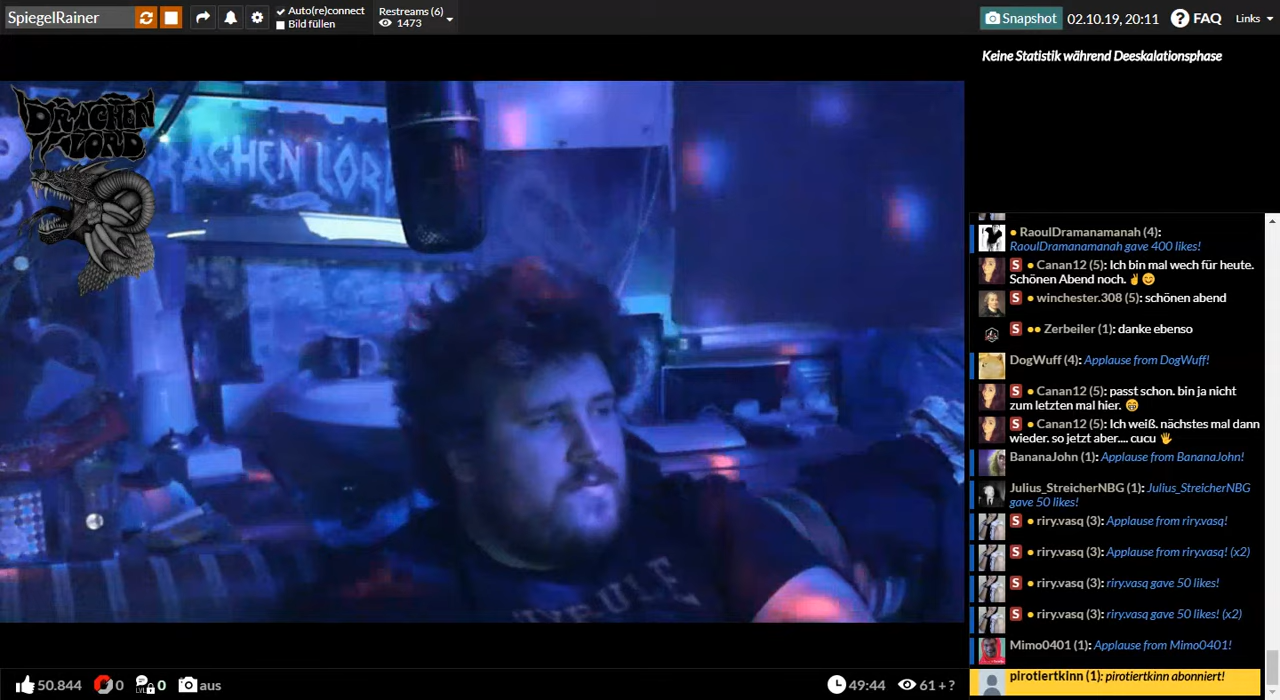 SpiegelRainer
Auto(re)connect
Bild füllen
Restreams (6)
1473
Snapshot
02.10.19, 20:11
? FAQ
Links
Keine Statistik während Deeskalationsphase
DRACHEN
LORD
RACHEN LORD
RaoulDramanamanah (4):
RaoulDramanamanah gave 400 likes!
S Canan12 (5): Ich bin mal wech für heute.
Schönen Abend noch. ✌😊
S winchester.308 (5): schönen abend
S Zerbeiler (1): danke ebenso
DogWuff (4): Applause from DogWuff!
S Canan12 (5): passt schon. bin ja nicht
zum letzten mal hier. 😁
S Canan12 (5): Ich weiß. nächstes mal dann
wieder. so jetzt aber.... cucu 🖐
BananaJohn (1): Applause from BananaJohn!
Julius_StreicherNBG (1): Julius_StreicherNBG
gave 50 likes!
S riry.vasq (3): Applause from riry.vasq!
S riry.vasq (3): Applause from riry.vasq! (x2)
S riry.vasq (3): riry.vasq gave 50 likes!
S riry.vasq (3): riry.vasq gave 50 likes! (x2)
Mimo0401 (1): Applause from Mimo0401!
pirotiertkinn (1): pirotiertkinn abonniert!
50.844
0
0
aus
49:44
61 + ?